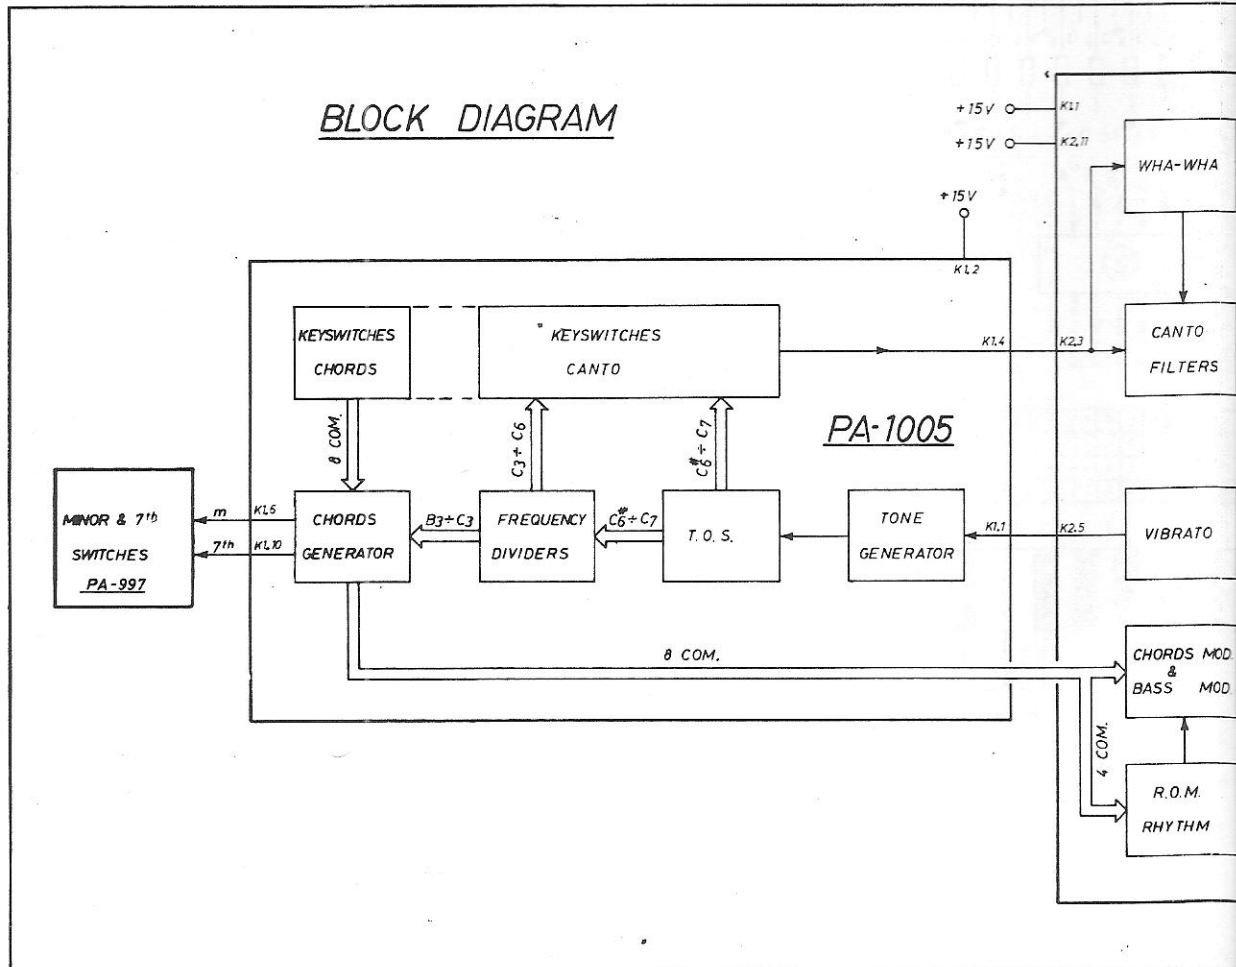 BLOCK DIAGRAM
+15V
K1.1
+15V
K2.11
+15V
K1.2
WHA-WHA
KEYSWITCHES
CHORDS
KEYSWITCHES
CANTO
K1.4
K2.3
CANTO
FILTERS
PA-1005
8 COM.
C3÷C6
C6#÷C7
MINOR & 7th
SWITCHES
PA-997
m
K1.6
7th
K1.10
CHORDS
GENERATOR
B3÷C3
FREQUENCY
DIVIDERS
C6#÷C7
T.O.S.
TONE
GENERATOR
K1.1
K2.5
VIBRATO
8 COM.
CHORDS MOD.
&
BASS MOD.
4 COM.
R.O.M.
RHYTHM